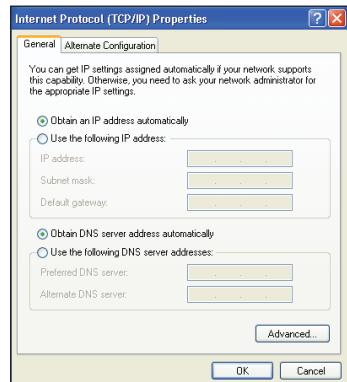 Internet Protocol (TCP/IP) Properties
General Alternate Configuration
You can get IP settings assigned automatically if your network supports
this capability. Otherwise, you need to ask your network administrator for
the appropriate IP settings.
Obtain an IP address automatically
Use the following IP address:
IP address:
Subnet mask:
Default gateway:
Obtain DNS server address automatically
Use the following DNS server addresses:
Preferred DNS server:
Alternate DNS server:
Advanced...
OK Cancel